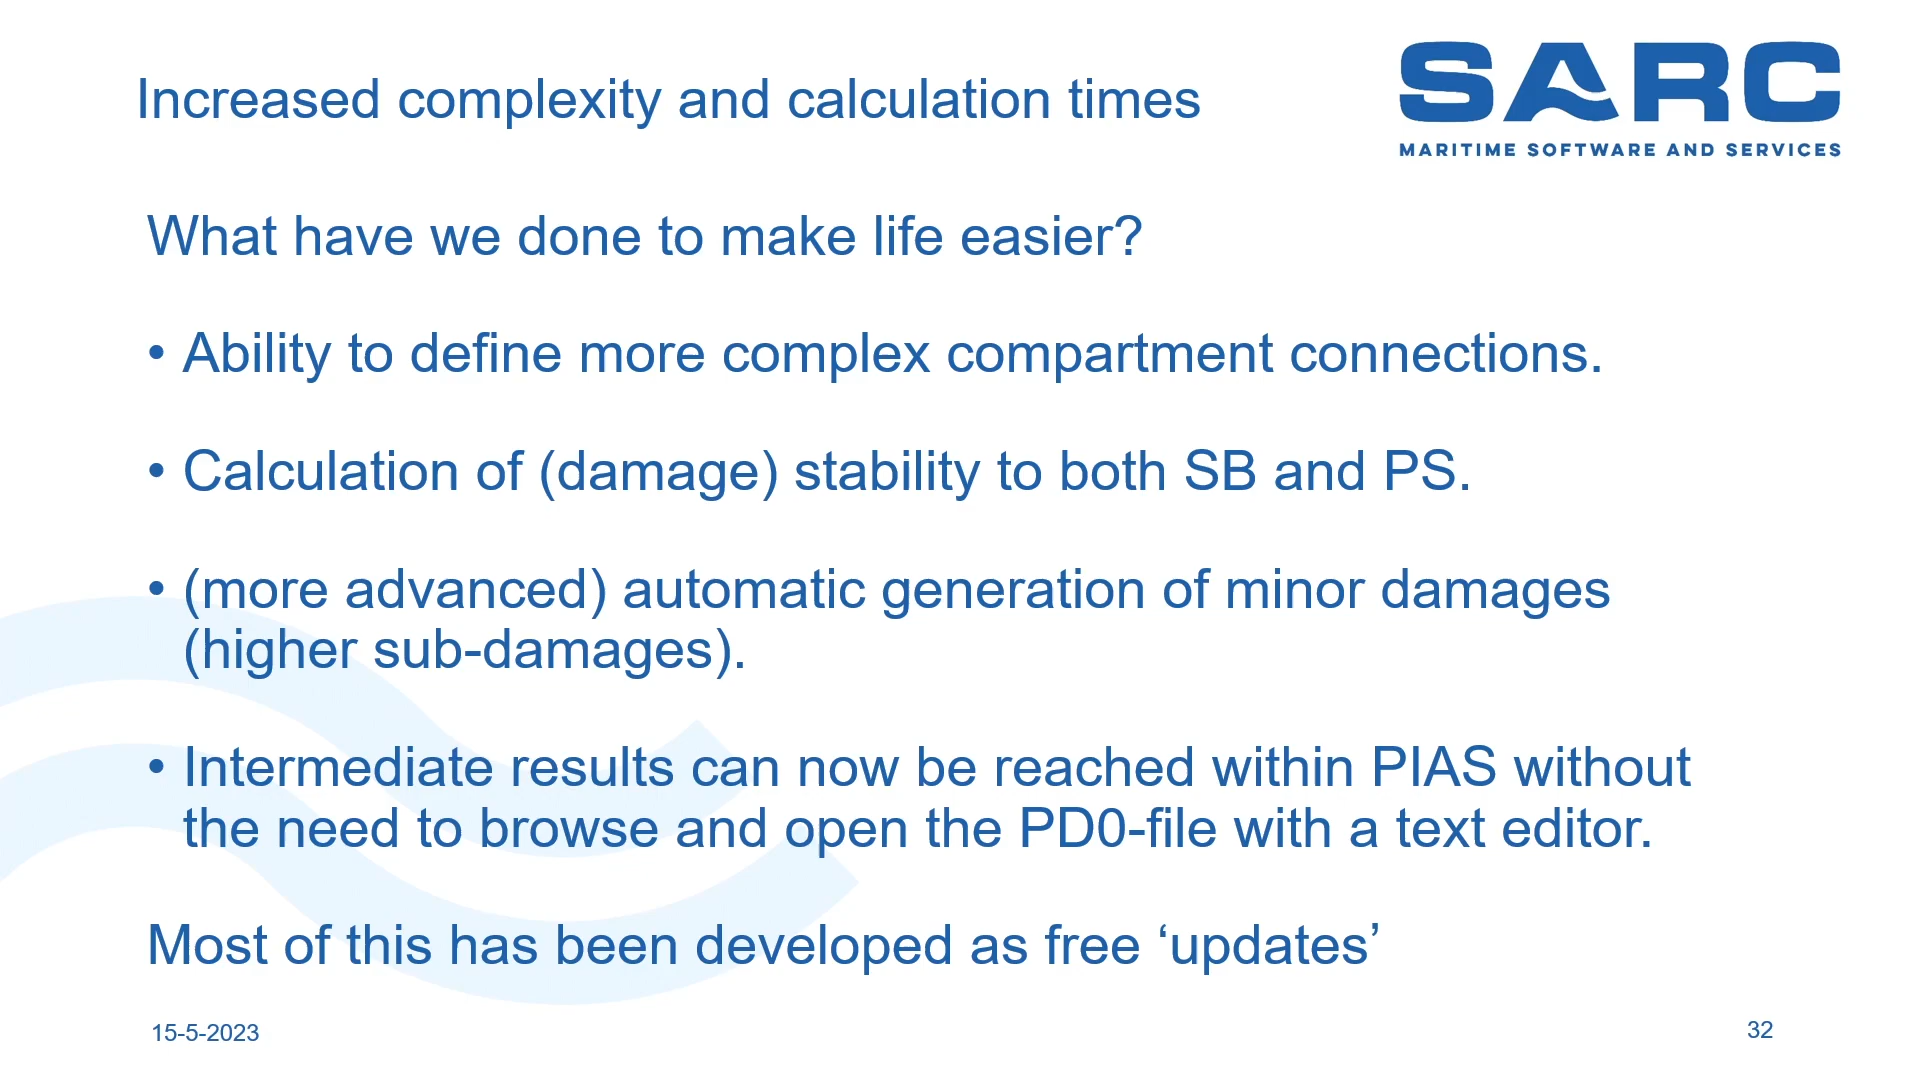 Increased complexity and calculation times
SARC
MARITIME SOFTWARE AND SERVICES
What have we done to make life easier?
• Ability to define more complex compartment connections.
• Calculation of (damage) stability to both SB and PS.
• (more advanced) automatic generation of minor damages
(higher sub-damages).
• Intermediate results can now be reached within PIAS without
the need to browse and open the PD0-file with a text editor.
Most of this has been developed as free ‘updates’
15-5-2023
32